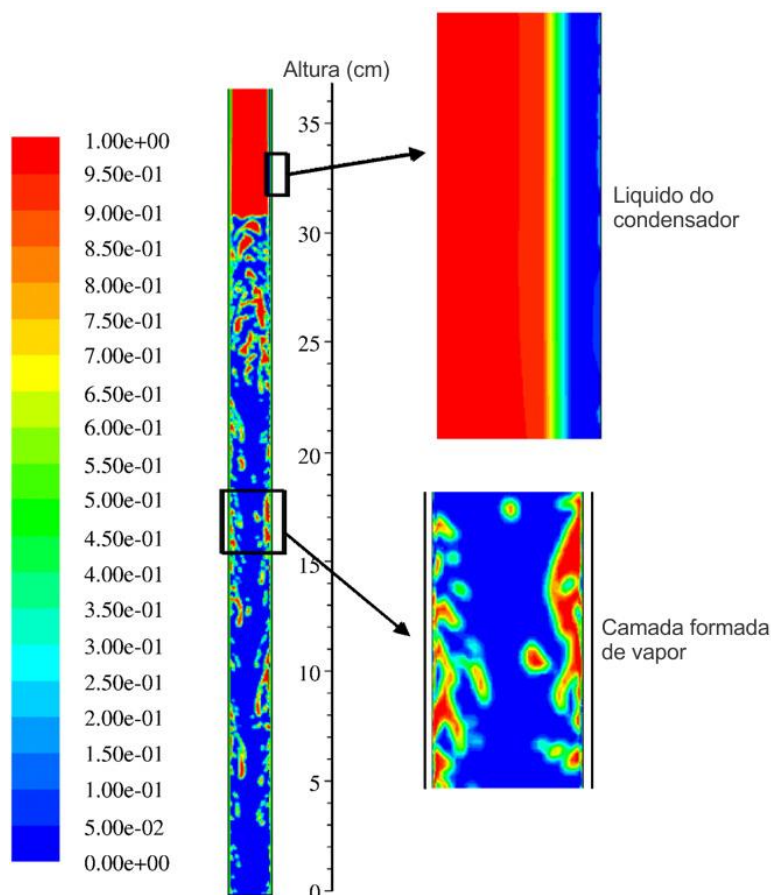 Altura (cm)
1.00e+00
9.50e-01
9.00e-01
8.50e-01
8.00e-01
7.50e-01
7.00e-01
6.50e-01
6.00e-01
5.50e-01
5.00e-01
4.50e-01
4.00e-01
3.50e-01
3.00e-01
2.50e-01
2.00e-01
1.50e-01
1.00e-01
5.00e-02
0.00e+00
35
30
25
20
15
10
5
0
Liquido do
condensador
Camada formada
de vapor